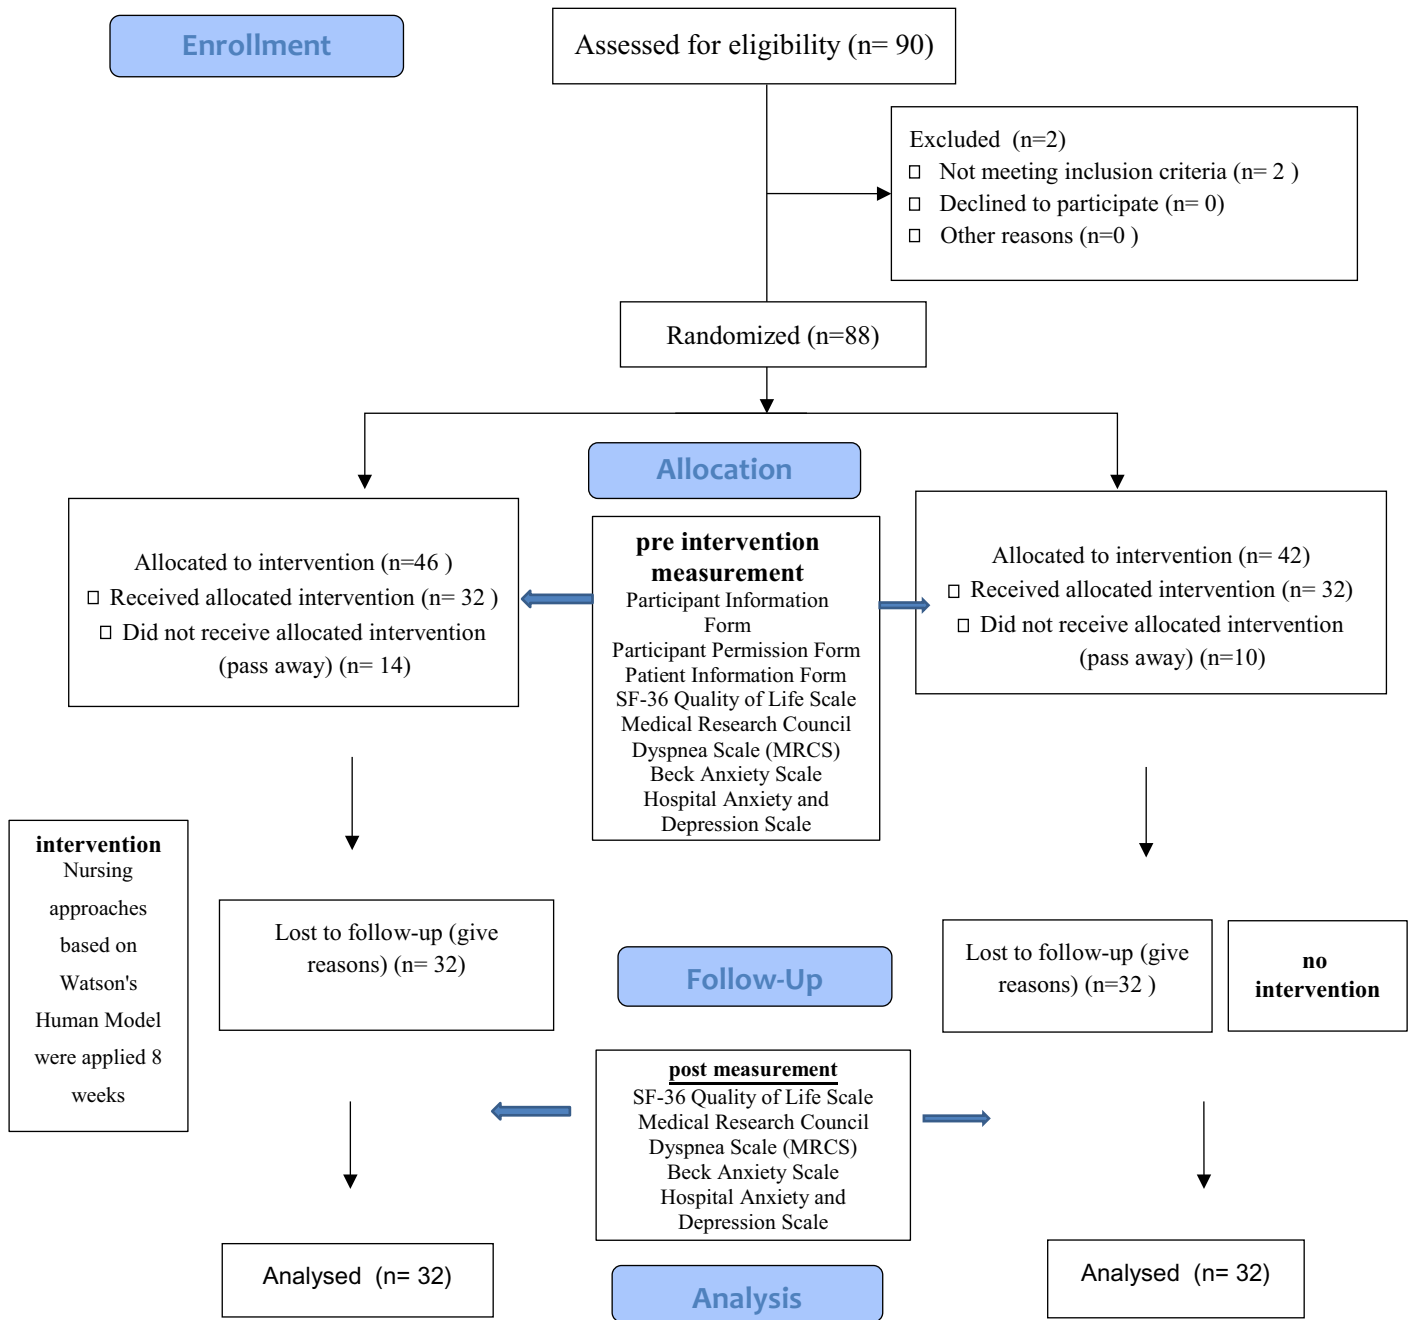 Enrollment
Assessed for eligibility (n= 90)
Excluded (n=2)
□ Not meeting inclusion criteria (n= 2 )
□ Declined to participate (n= 0)
□ Other reasons (n=0 )
Randomized (n=88)
Allocation
Allocated to intervention (n=46 )
□ Received allocated intervention (n= 32 )
□ Did not receive allocated intervention
(pass away) (n= 14)
pre intervention
measurement
Participant Information
Form
Participant Permission Form
Patient Information Form
SF-36 Quality of Life Scale
Medical Research Council
Dyspnea Scale (MRCS)
Beck Anxiety Scale
Hospital Anxiety and
Depression Scale
Allocated to intervention (n= 42)
□ Received allocated intervention (n= 32)
□ Did not receive allocated intervention
(pass away) (n=10)
intervention
Nursing
approaches
based on
Watson's
Human Model
were applied 8
weeks
Lost to follow-up (give
reasons) (n= 32)
Follow-Up
Lost to follow-up (give
reasons) (n=32 )
no
intervention
post measurement
SF-36 Quality of Life Scale
Medical Research Council
Dyspnea Scale (MRCS)
Beck Anxiety Scale
Hospital Anxiety and
Depression Scale
Analysed (n= 32)
Analysis
Analysed (n= 32)